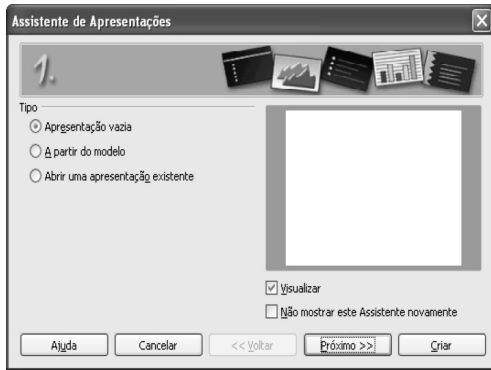 Assistente de Apresentações
1.
Tipo
Apresentação vazia
A partir do modelo
Abrir uma apresentação existente
Visualizar
Não mostrar este Assistente novamente
Ajuda
Cancelar
<< Voltar
Próximo >>
Criar